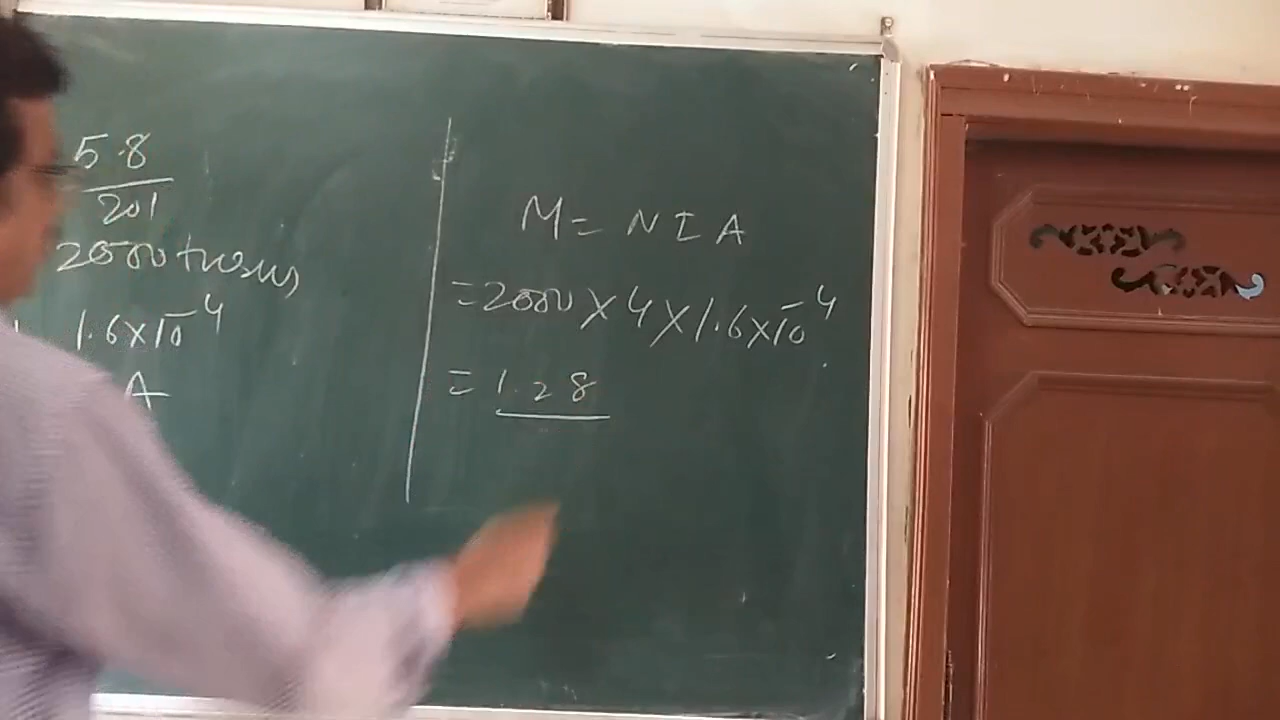 5.8
201
2000 turns
1.6×10⁻⁴
A
M = N I A
= 2000 × 4 × 1.6 × 10⁻⁴
= 1.28